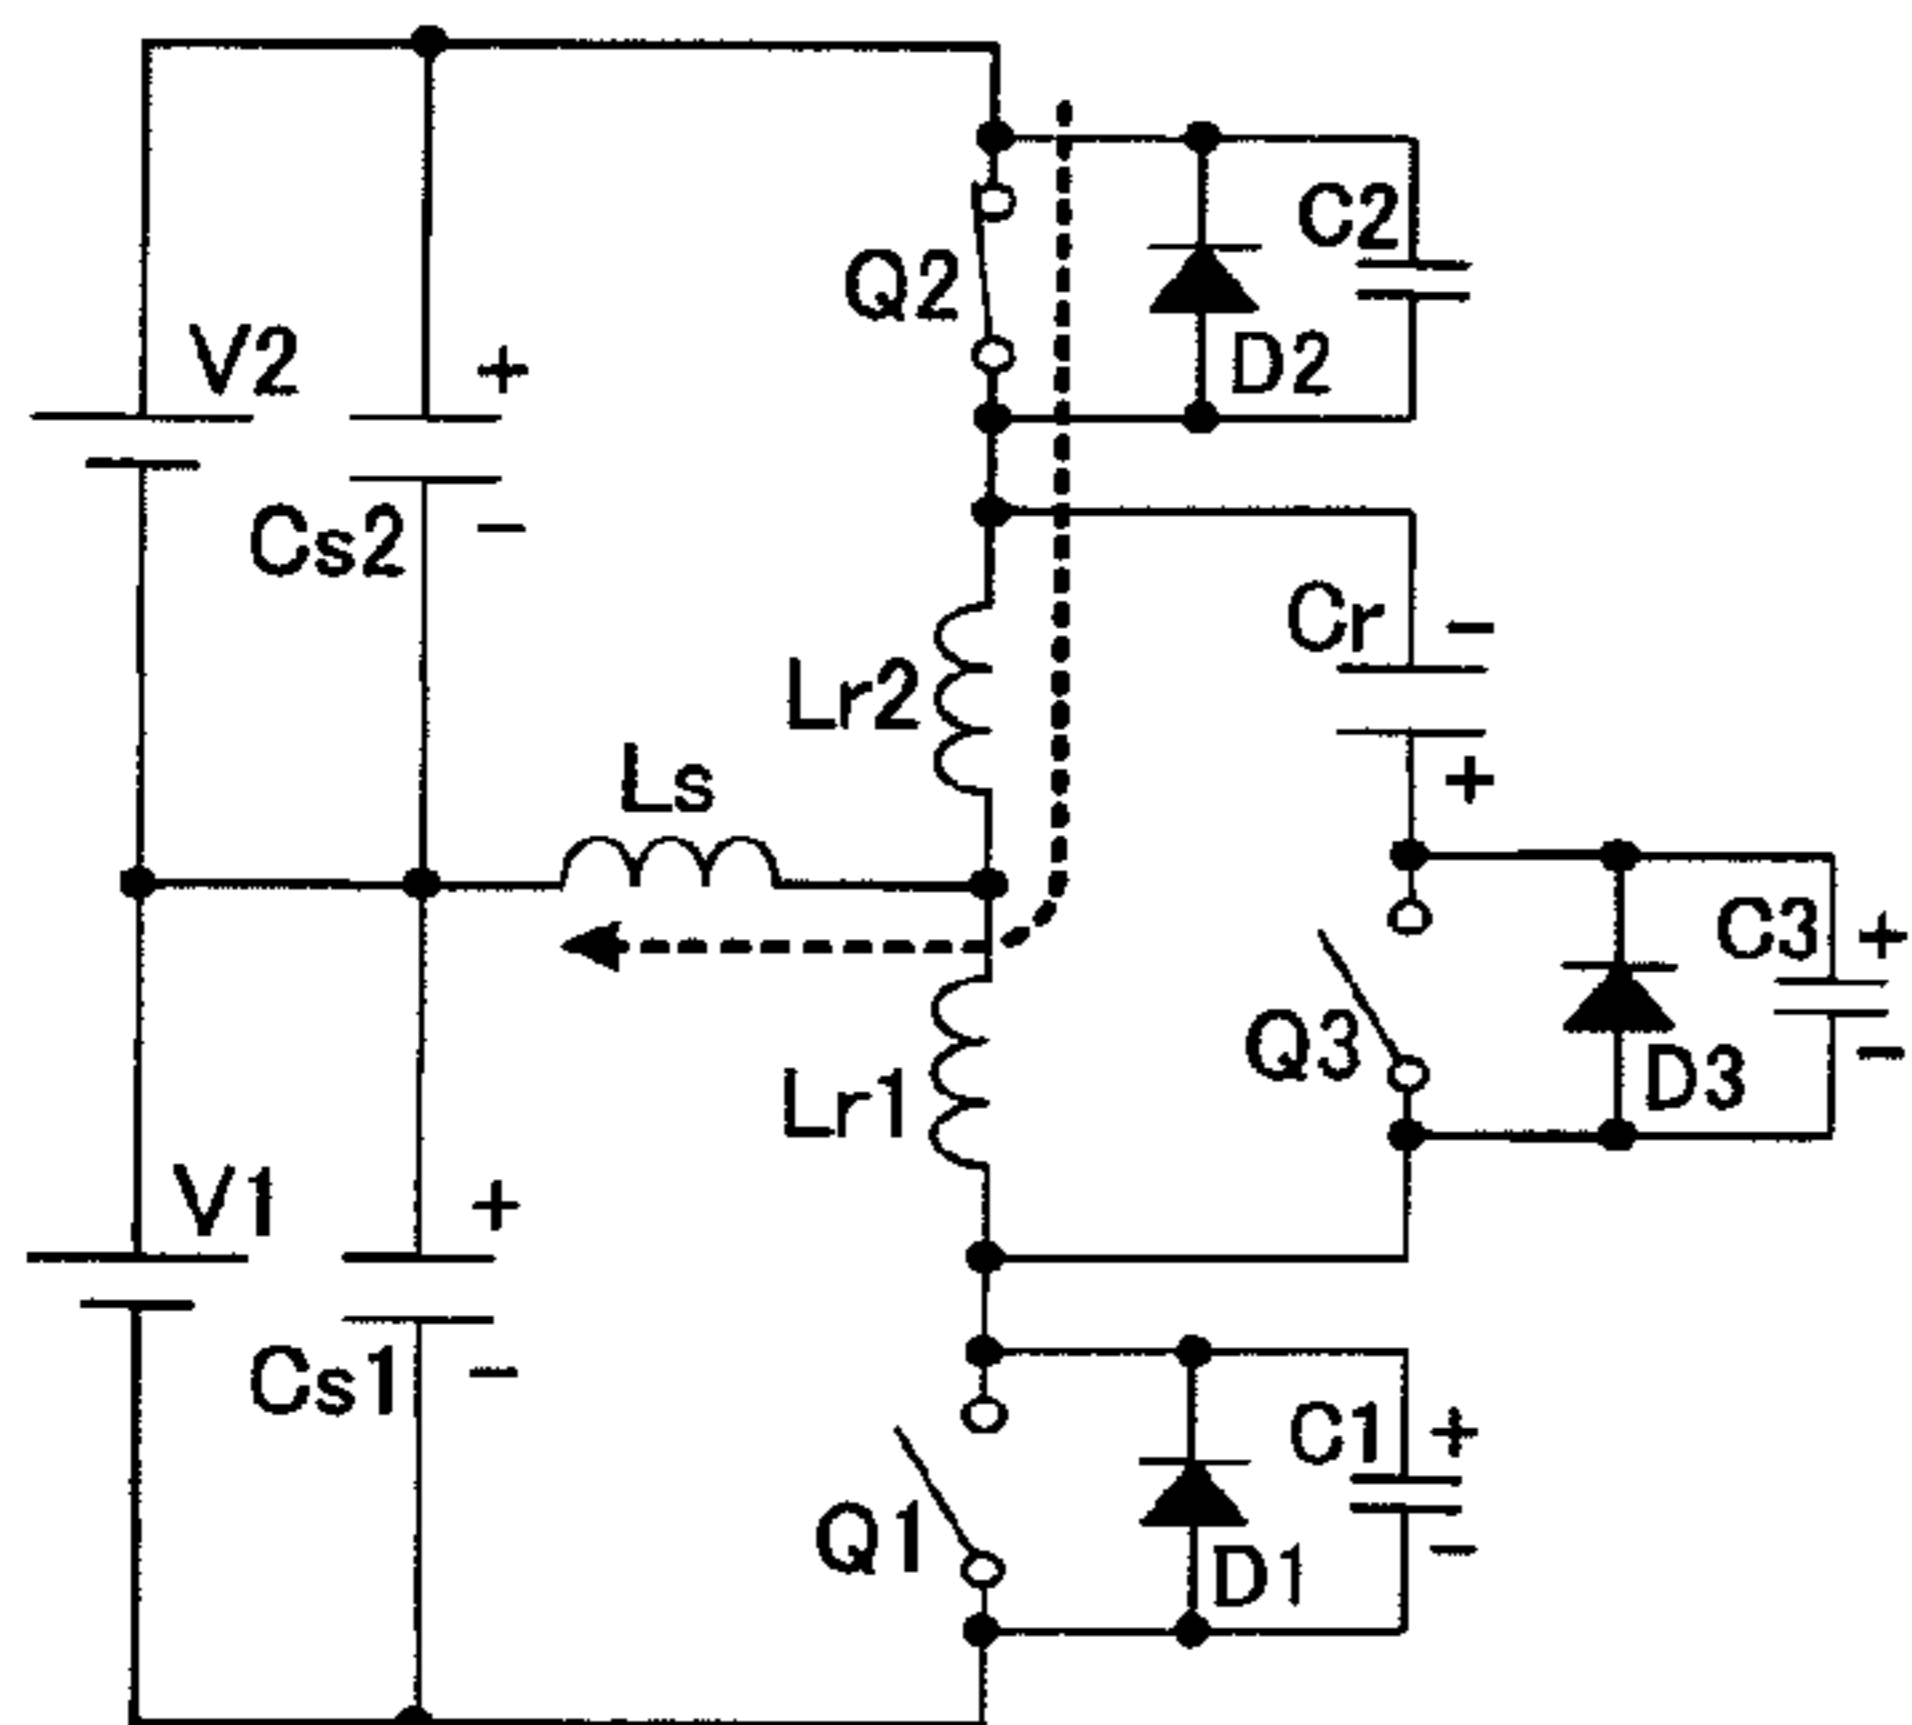 C2
Q2
V2
+
D2
Cs2
−
Cr
−
Lr2
Ls
+
C3
+
Q3
Lr1
D3
−
V1
+
Cs1
−
C1
+
Q1
D1
−